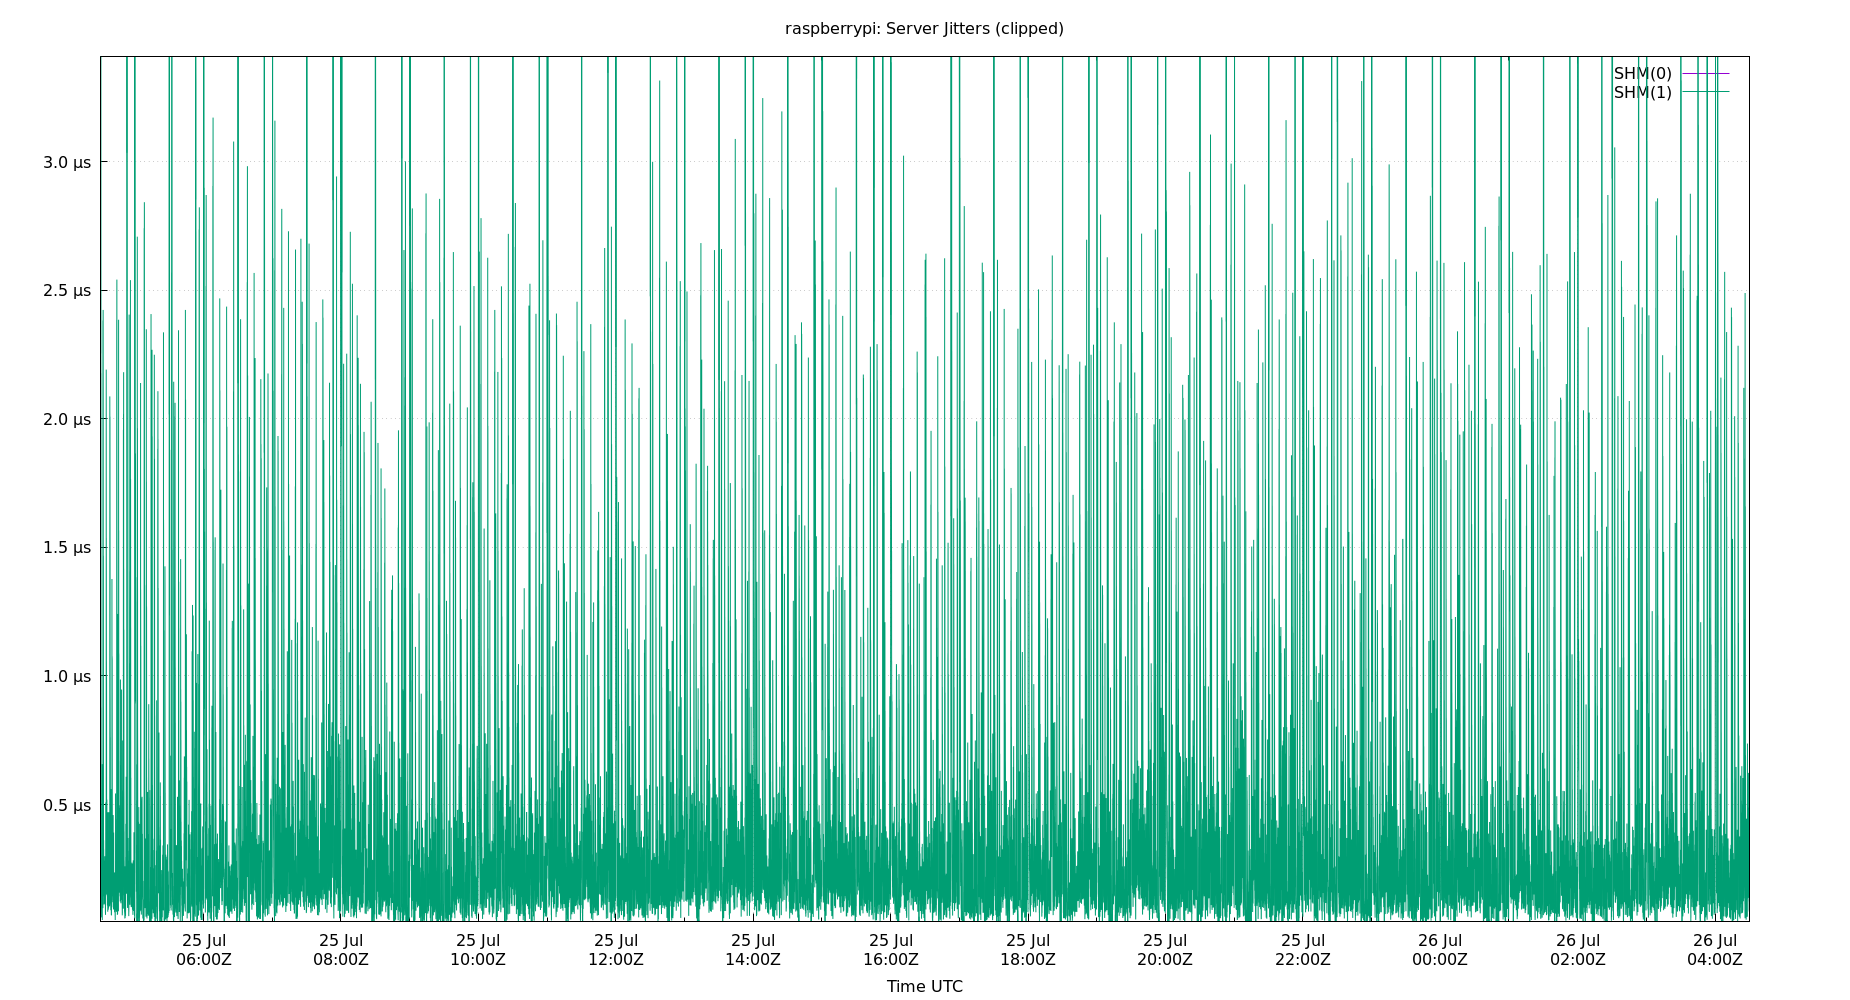 raspberrypi: Server Jitters (clipped)
SHM(0)
SHM(1)
3.0 µs
2.5 µs
2.0 µs
1.5 µs
1.0 µs
0.5 µs
25 Jul 25 Jul 25 Jul 25 Jul 25 Jul 25 Jul 25 Jul 25 Jul 25 Jul 26 Jul 26 Jul 26 Jul
06:00Z 08:00Z 10:00Z 12:00Z 14:00Z 16:00Z 18:00Z 20:00Z 22:00Z 00:00Z 02:00Z 04:00Z
Time UTC